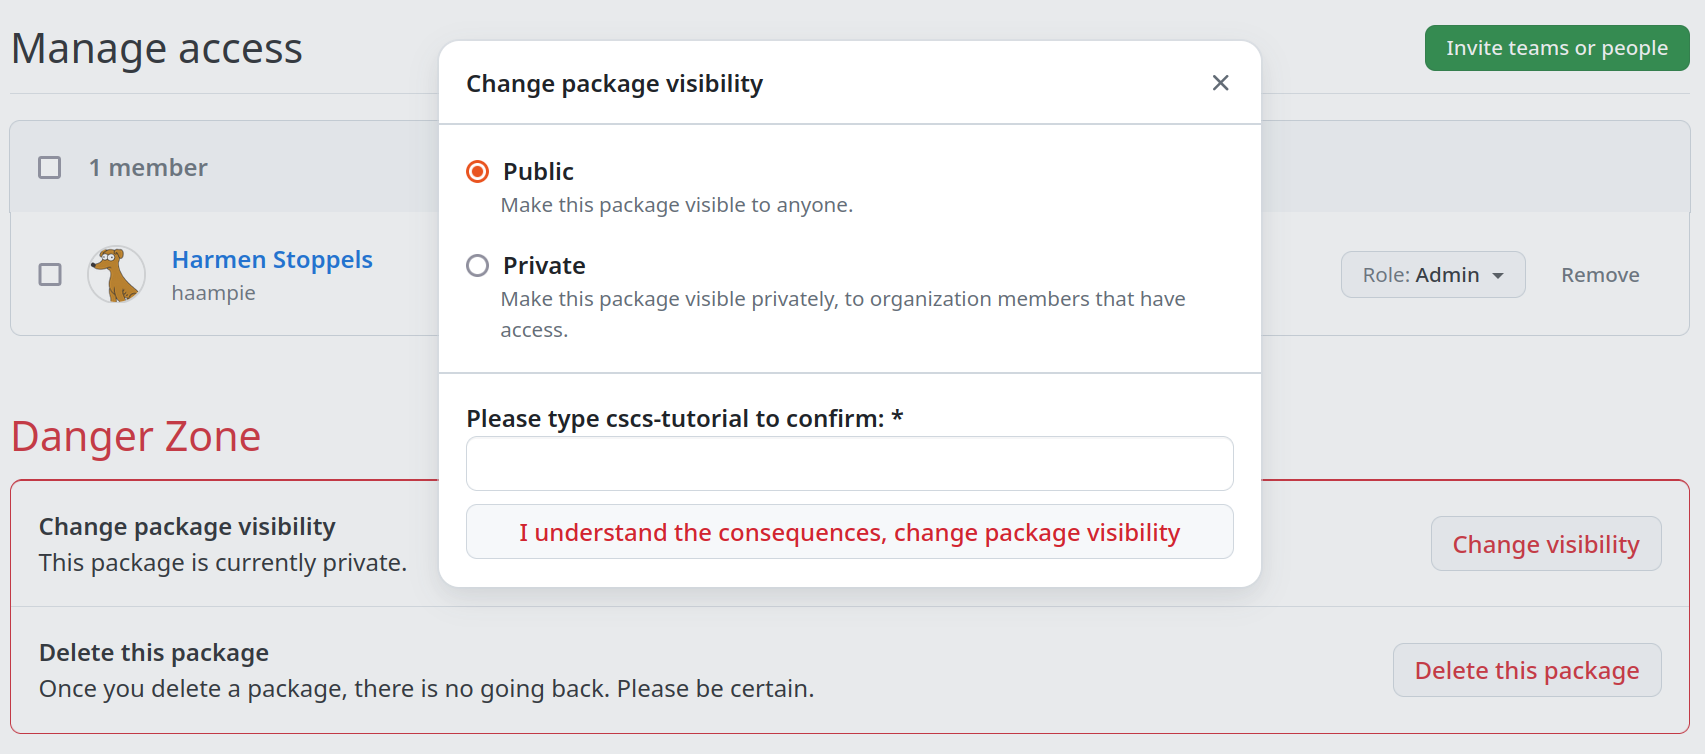 Manage access
Invite teams or people
1 member
Harmen Stoppels
haampie
Role: Admin
Remove
Change package visibility
Public
Make this package visible to anyone.
Private
Make this package visible privately, to organization members that have
access.
Please type cscs-tutorial to confirm: *
I understand the consequences, change package visibility
Danger Zone
Change package visibility
This package is currently private.
Change visibility
Delete this package
Once you delete a package, there is no going back. Please be certain.
Delete this package